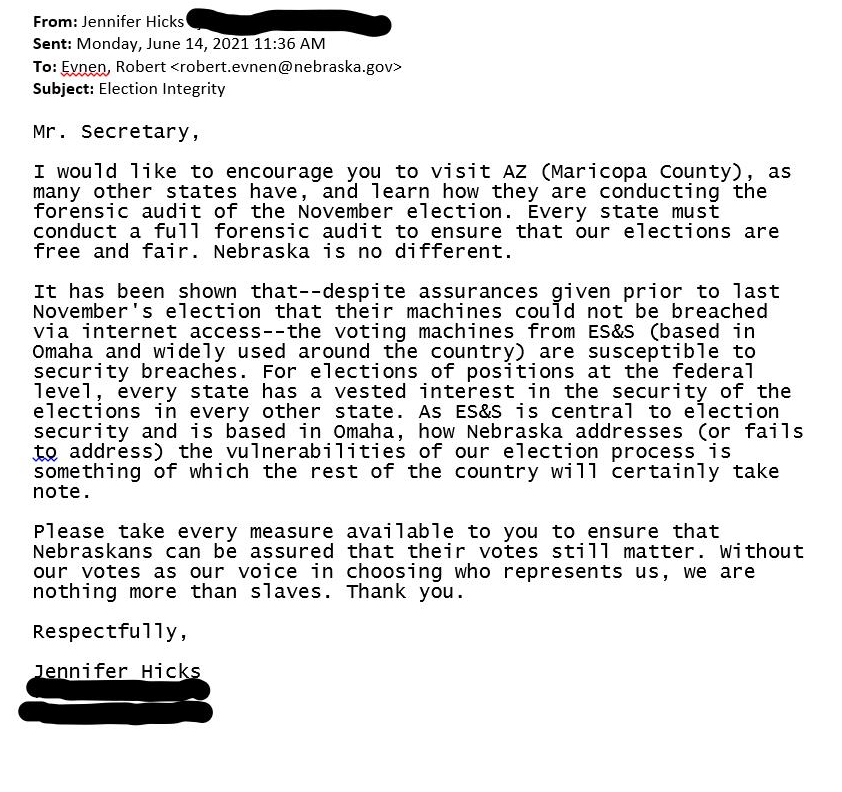 From: Jennifer Hicks
Sent: Monday, June 14, 2021 11:36 AM
To: Evnen, Robert <robert.evnen@nebraska.gov>
Subject: Election Integrity
Mr. Secretary,
I would like to encourage you to visit AZ (Maricopa County), as
many other states have, and learn how they are conducting the
forensic audit of the November election. Every state must
conduct a full forensic audit to ensure that our elections are
free and fair. Nebraska is no different.
It has been shown that--despite assurances given prior to last
November's election that their machines could not be breached
via internet access--the voting machines from ES&S (based in
Omaha and widely used around the country) are susceptible to
security breaches. For elections of positions at the federal
level, every state has a vested interest in the security of the
elections in every other state. As ES&S is central to election
security and is based in Omaha, how Nebraska addresses (or fails
to address) the vulnerabilities of our election process is
something of which the rest of the country will certainly take
note.
Please take every measure available to you to ensure that
Nebraskans can be assured that their votes still matter. Without
our votes as our voice in choosing who represents us, we are
nothing more than slaves. Thank you.
Respectfully,
Jennifer Hicks